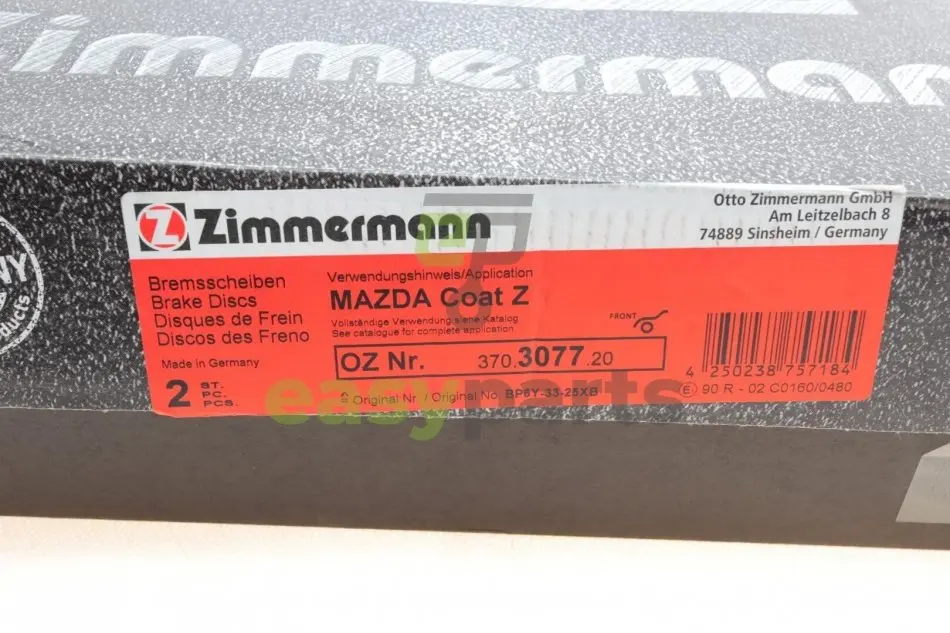 Zimmermann
Z Zimmermann
Otto Zimmermann GmbH
Am Leitzelbach 8
74889 Sinsheim / Germany
Bremsscheiben
Brake Discs
Disques de Frein
Discos des Freno
Made in Germany
2 ST.
PC.
PCS.
Verwendungshinweis/Application
MAZDA Coat Z
Vollständige Verwendung siehe Katalog
See catalogue for complete application
FRONT
OZ Nr. 370.3077.20
Original Nr. / Original No. BP6Y-33-25XB
4 250238 757184
E 90 R - 02 C0160/0480
easyparts